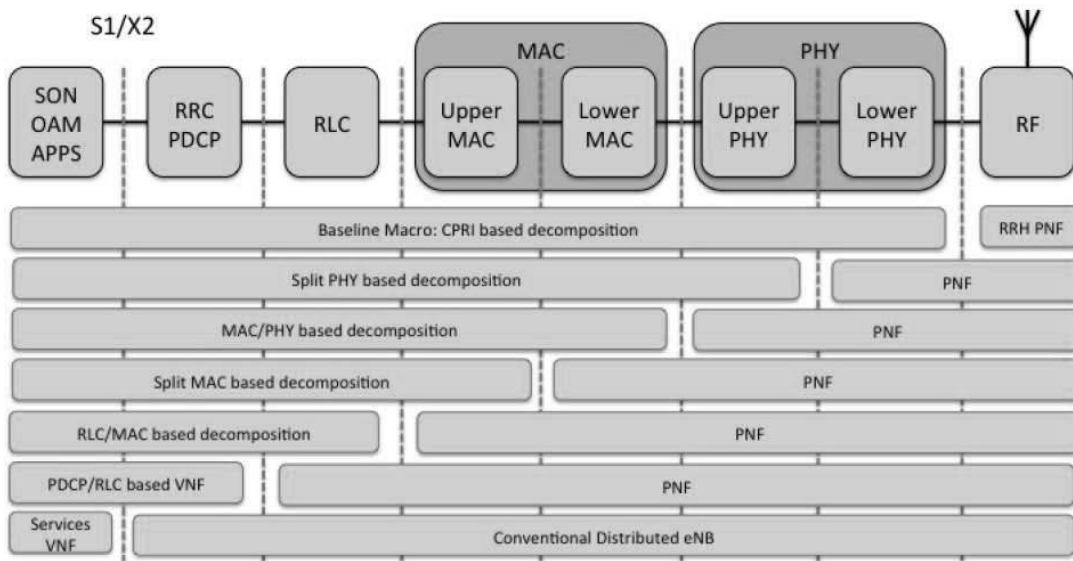 S1/X2
MAC
PHY
SON
OAM
APPS
RRC
PDCP
RLC
Upper
MAC
Lower
MAC
Upper
PHY
Lower
PHY
RF
Baseline Macro: CPRI based decomposition
RRH PNF
Split PHY based decomposition
PNF
MAC/PHY based decomposition
PNF
Split MAC based decomposition
PNF
RLC/MAC based decomposition
PNF
PDCP/RLC based VNF
PNF
Services
VNF
Conventional Distributed eNB